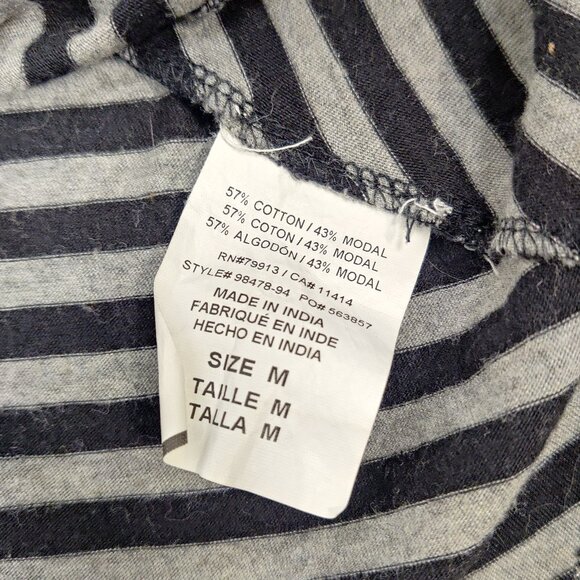 57% COTTON / 43% MODAL
57% COTON / 43% MODAL
57% ALGODÓN / 43% MODAL
RN#79913 / CA# 11414
STYLE# 98478-94 PO# 563857
MADE IN INDIA
FABRIQUÉ EN INDE
HECHO EN INDIA
SIZE M
TAILLE M
TALLA M